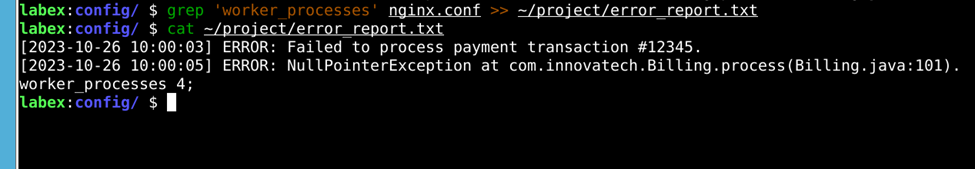 labex:config/ $ grep 'worker_processes' nginx.conf >> ~/project/error_report.txt
labex:config/ $ cat ~/project/error_report.txt
[2023-10-26 10:00:03] ERROR: Failed to process payment transaction #12345.
[2023-10-26 10:00:05] ERROR: NullPointerException at com.innovatech.Billing.process(Billing.java:101).
worker_processes 4;
labex:config/ $